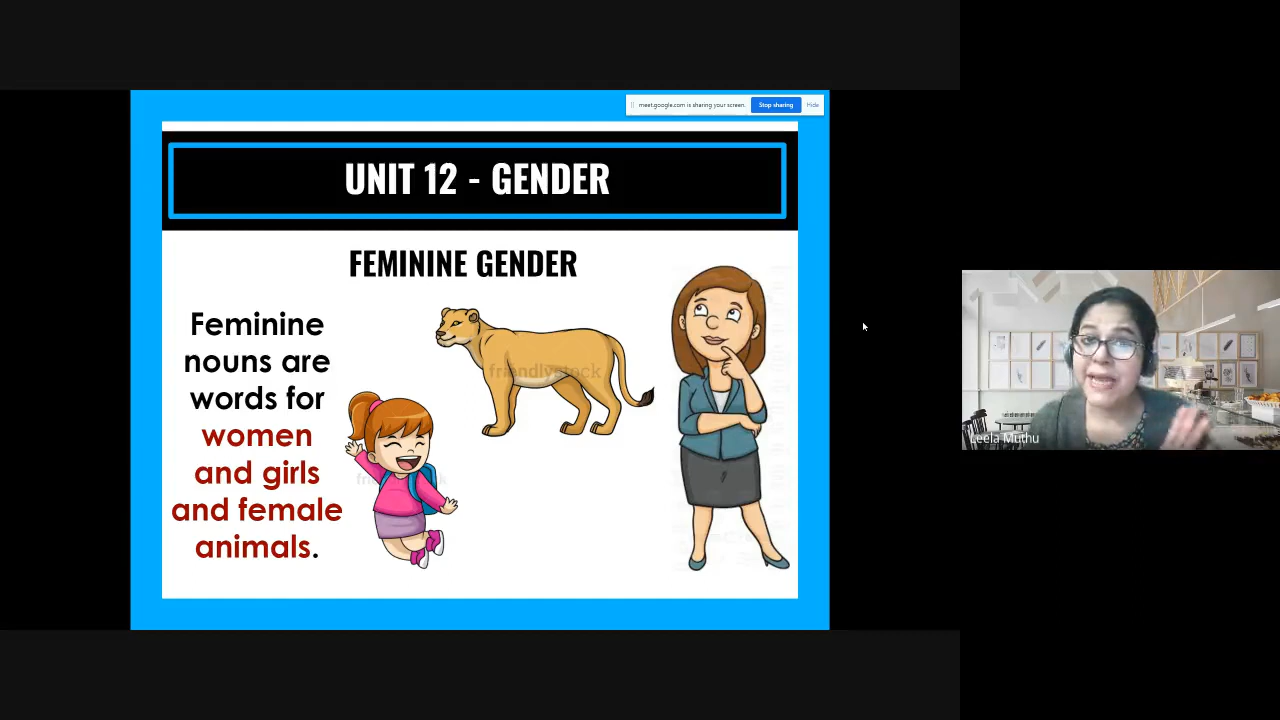 meet.google.com is sharing your screen.
Stop sharing
Hide
UNIT 12 - GENDER
FEMININE GENDER
Feminine
nouns are
words for
women
and girls
and female
animals.
friendlystock
Leela Muthu